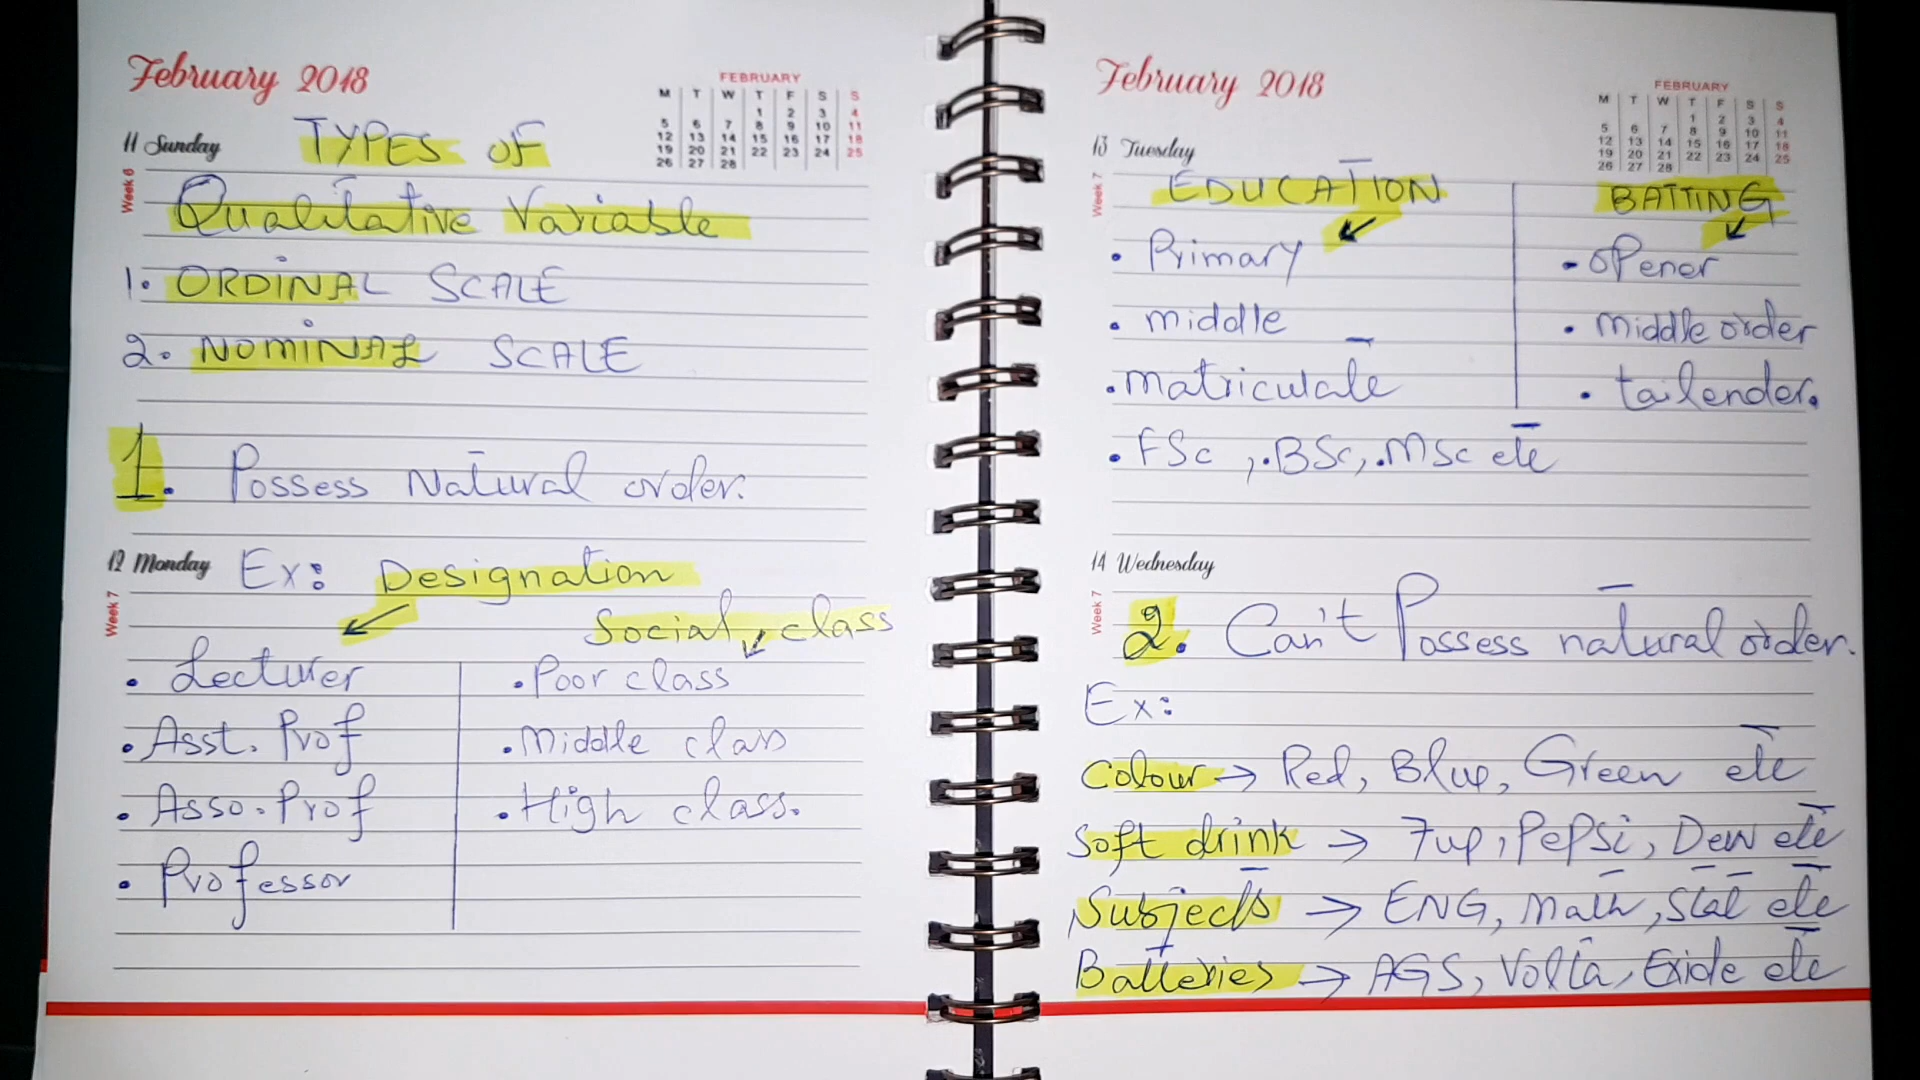 February 2018
FEBRUARY
M T W T F S S
1 2 3 4
5 6 7 8 9 10 11
12 13 14 15 16 17 18
19 20 21 22 23 24 25
26 27 28
11 Sunday
Week 6
TYPES OF
Qualitative Variable
1. ORDINAL SCALE
2. NOMINAL SCALE
1. Possess Natural order.
12 Monday
Week 7
Ex: Designation
Social class
• Lecturer
• Asst. Prof
• Asso. Prof
• Professor
• Poor class
• Middle class
• High class.
February 2018
FEBRUARY
M T W T F S S
1 2 3 4
5 6 7 8 9 10 11
12 13 14 15 16 17 18
19 20 21 22 23 24 25
26 27 28
13 Tuesday
Week 7
EDUCATION
• Primary
• middle
• matriculate
• FSc, • BSc, • MSc etc
BATTING
• oPener
• middle order
• tailender.
14 Wednesday
Week 7
2. Can't Possess natural order.
Ex:
Colour → Red, Blue, Green etc
Soft drink → 7up, PePsi, Dew etc
Subjects → ENG, Math, Stat etc
Batteries → AGS, Volta, Exide etc